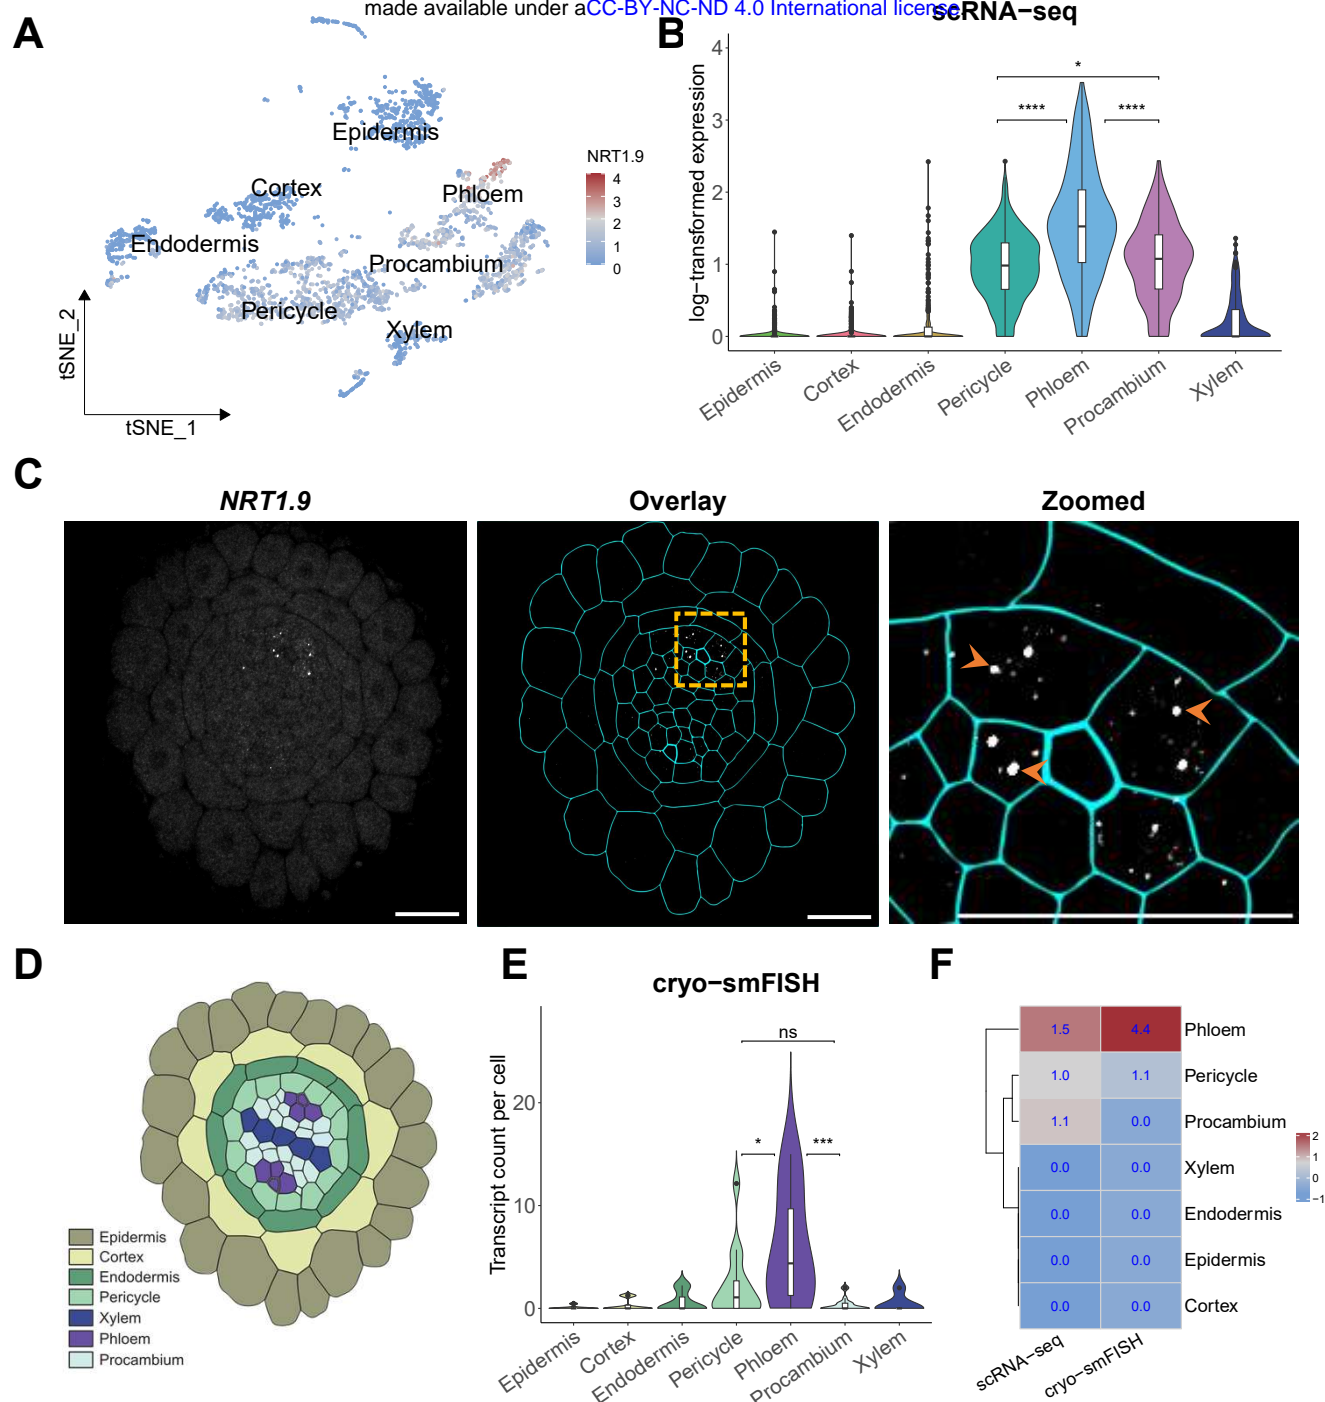 made available under aCC-BY-NC-ND 4.0 International license.
A
Epidermis
Cortex
Phloem
Endodermis
Procambium
Pericycle
Xylem
tSNE_2
tSNE_1
NRT1.9
4
3
2
1
0
B
scRNA−seq
log−transformed expression
4
3
2
1
0
*
****
****
Epidermis
Cortex
Endodermis
Pericycle
Phloem
Procambium
Xylem
C
NRT1.9
Overlay
Zoomed
D
Epidermis
Cortex
Endodermis
Pericycle
Xylem
Phloem
Procambium
E
cryo−smFISH
Transcript count per cell
20
10
0
ns
*
***
Epidermis
Cortex
Endodermis
Pericycle
Phloem
Procambium
Xylem
F
1.5 4.4 Phloem
1.0 1.1 Pericycle
1.1 0.0 Procambium
0.0 0.0 Xylem
0.0 0.0 Endodermis
0.0 0.0 Epidermis
0.0 0.0 Cortex
scRNA−seq
cryo−smFISH
2
1
0
−1